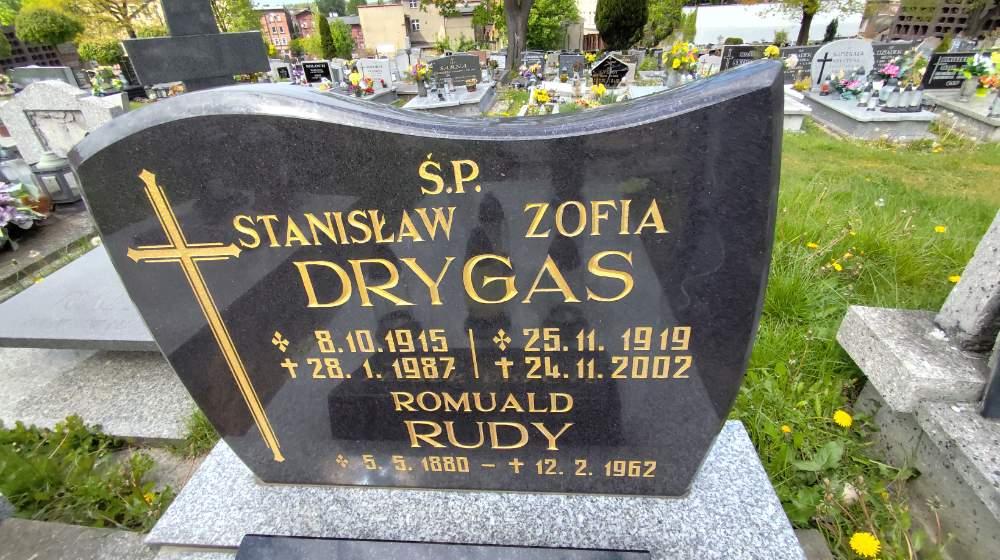 Ś.P.
STANISŁAW ZOFIA
DRYGAS
8.10.1915 | 25.11.1919
28.1.1987 | 24.11.2002
ROMUALD
RUDY
5.5.1880 – 12.2.1962